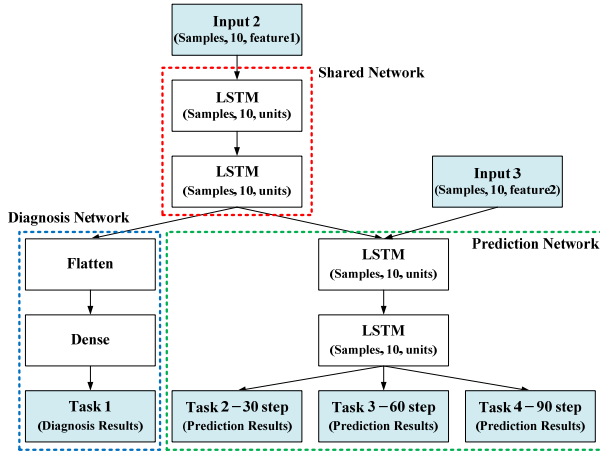 Input 2
(Samples, 10, feature1)
Shared Network
LSTM
(Samples, 10, units)
LSTM
(Samples, 10, units)
Input 3
(Samples, 10, feature2)
Diagnosis Network
Prediction Network
Flatten
LSTM
(Samples, 10, units)
Dense
LSTM
(Samples, 10, units)
Task 1
(Diagnosis Results)
Task 2－30 step
(Prediction Results)
Task 3－60 step
(Prediction Results)
Task 4－90 step
(Prediction Results)